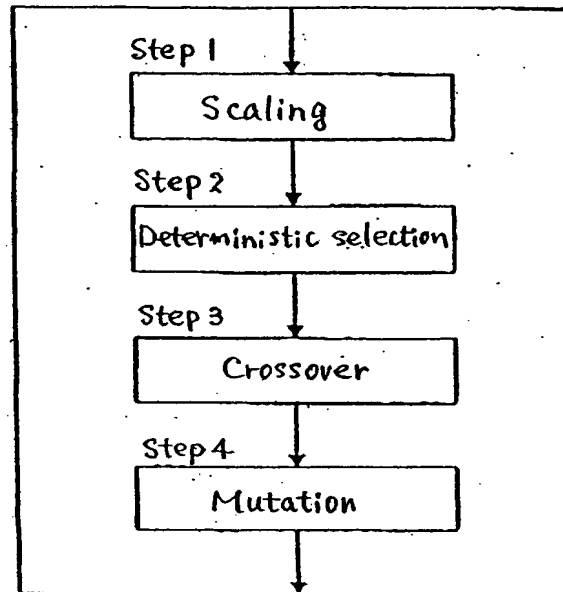 Step 1
Scaling
Step 2
Deterministic selection
Step 3
Crossover
Step 4
Mutation